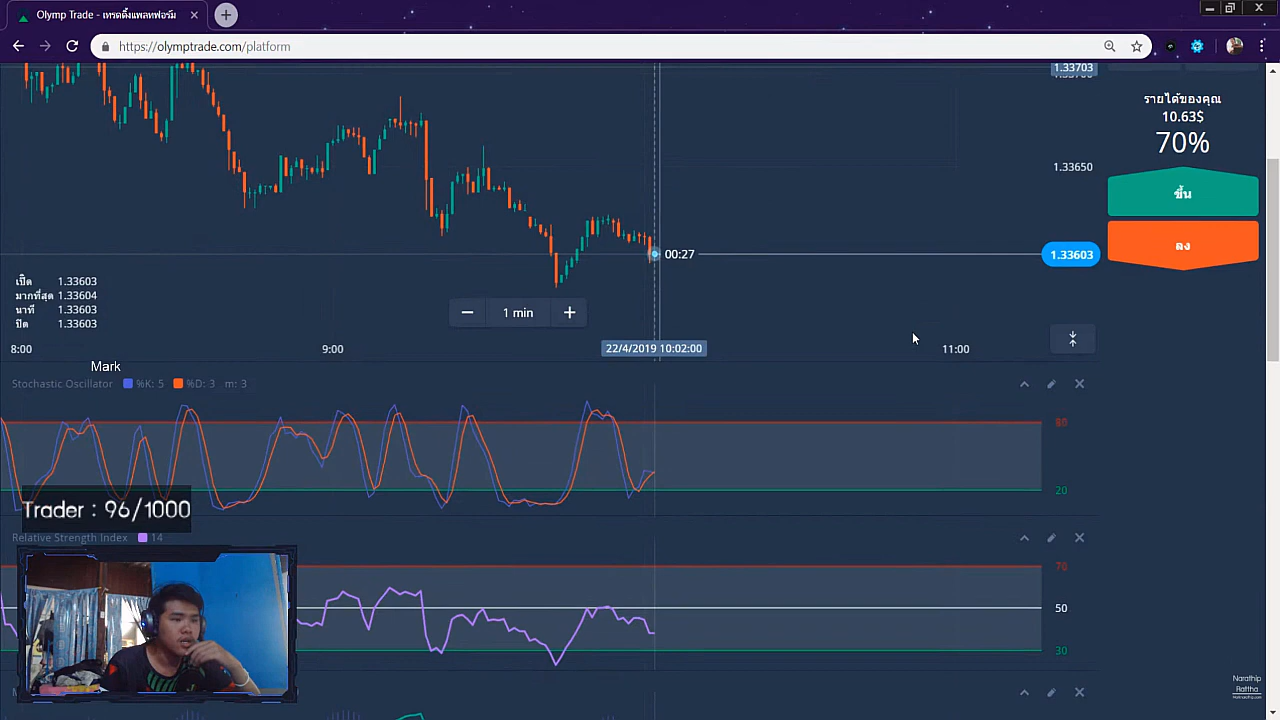 Olymp Trade - เทรดดิ้งแพลทฟอร์ม
https://olymptrade.com/platform
1.33703
รายได้ของคุณ
10.63$
70%
1.33650
ขึ้น
ลง
00:27
1.33603
เปิด 1.33603
มากที่สุด 1.33604
นาที 1.33603
ปิด 1.33603
1 min
8:00
9:00
22/4/2019 10:02:00
11:00
Mark
Stochastic Oscillator %K: 5 %D: 3 m: 3
80
20
Trader : 96/1000
Relative Strength Index 14
70
50
30
Narathip
Rattha